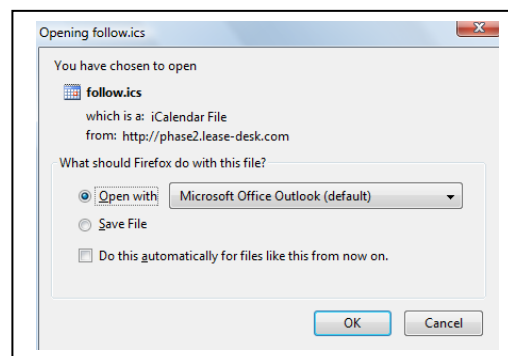 Opening follow.ics
You have chosen to open
follow.ics
which is a: iCalendar File
from: http://phase2.lease-desk.com
What should Firefox do with this file?
Open with Microsoft Office Outlook (default)
Save File
Do this automatically for files like this from now on.
OK Cancel